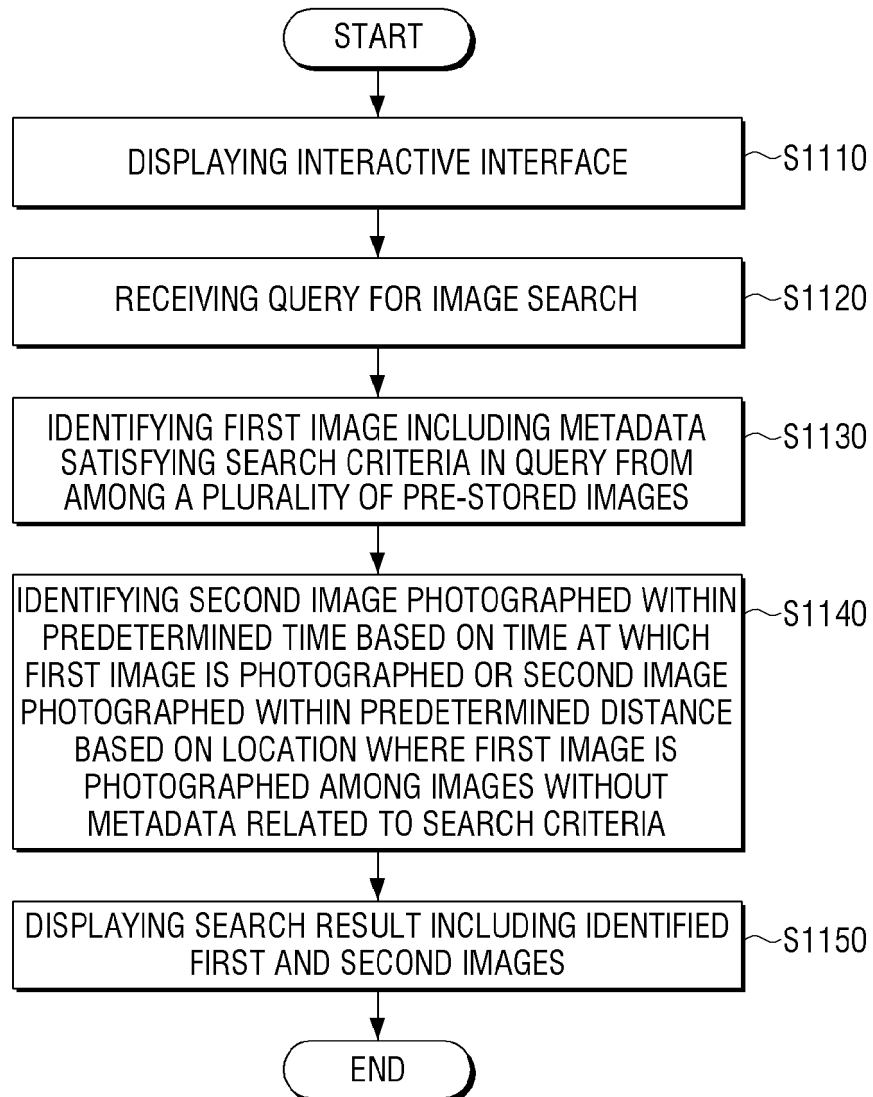 START
DISPLAYING INTERACTIVE INTERFACE
S1110
RECEIVING QUERY FOR IMAGE SEARCH
S1120
IDENTIFYING FIRST IMAGE INCLUDING METADATA
SATISFYING SEARCH CRITERIA IN QUERY FROM
AMONG A PLURALITY OF PRE-STORED IMAGES
S1130
IDENTIFYING SECOND IMAGE PHOTOGRAPHED WITHIN
PREDETERMINED TIME BASED ON TIME AT WHICH
FIRST IMAGE IS PHOTOGRAPHED OR SECOND IMAGE
PHOTOGRAPHED WITHIN PREDETERMINED DISTANCE
BASED ON LOCATION WHERE FIRST IMAGE IS
PHOTOGRAPHED AMONG IMAGES WITHOUT
METADATA RELATED TO SEARCH CRITERIA
S1140
DISPLAYING SEARCH RESULT INCLUDING IDENTIFIED
FIRST AND SECOND IMAGES
S1150
END